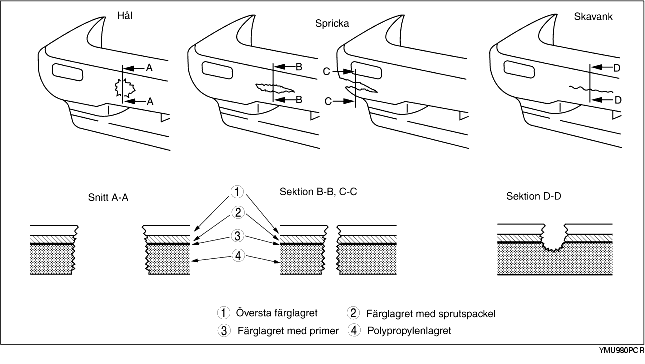 Hål
Spricka
Skavank
A
A
B
B
C
C
D
D
Snitt A-A
Sektion B-B, C-C
Sektion D-D
1
2
3
4
1 Översta färglagret
2 Färglagret med sprutspackel
3 Färglagret med primer
4 Polypropylenlagret
YMU980PCR